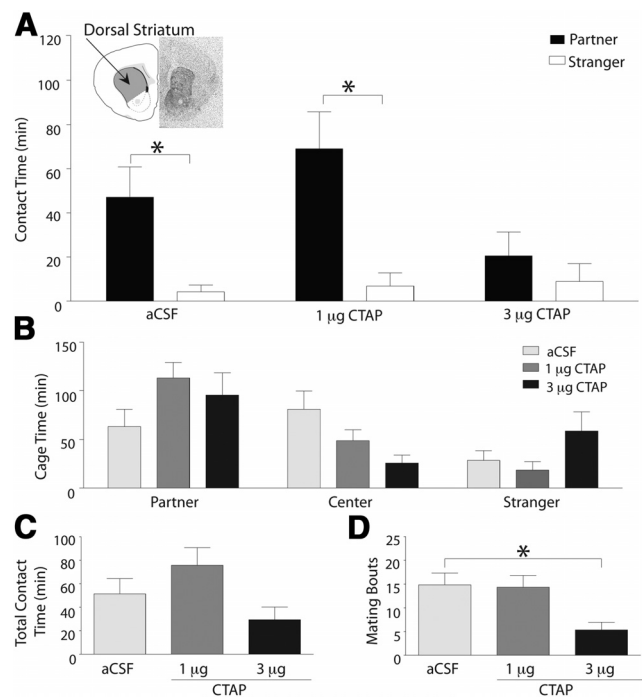 A
Dorsal Striatum
Partner
Stranger
Contact Time (min)
120
100
80
60
40
20
0
*
*
aCSF
1 μg CTAP
3 μg CTAP
B
aCSF
1 μg CTAP
3 μg CTAP
Cage Time (min)
150
100
50
0
Partner
Center
Stranger
C
Total Contact
Time (min)
100
80
60
40
20
0
aCSF
1 μg
3 μg
CTAP
D
Mating Bouts
25
20
15
10
5
0
*
aCSF
1 μg
3 μg
CTAP